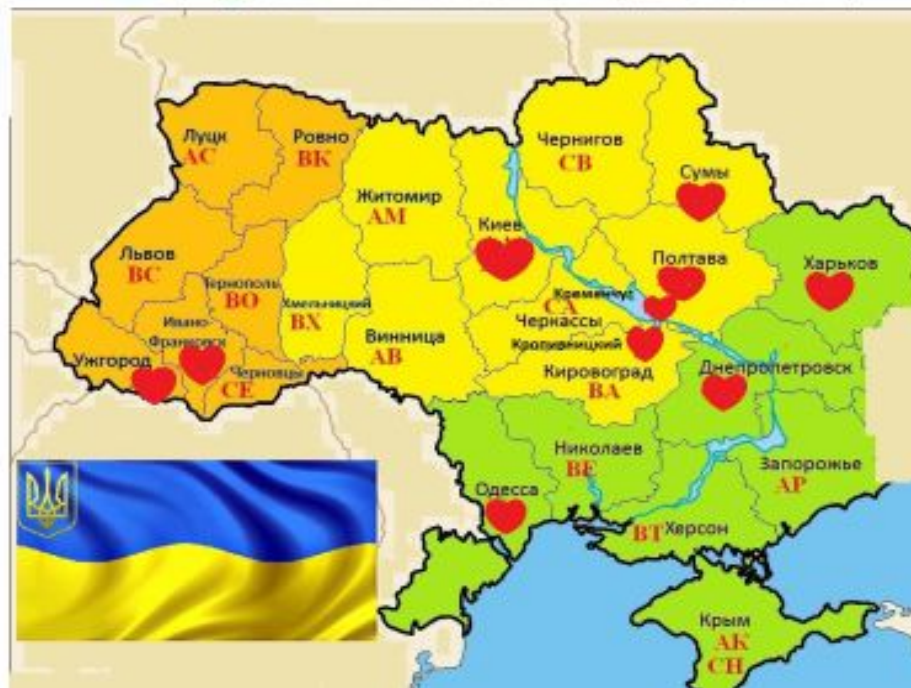 Луцк
АС
Ровно
ВК
Житомир
АМ
Чернигов
СВ
Сумы
Киев
Львов
ВС
Тернополь
ВО
Хмельницкий
ВХ
Полтава
Харьков
Кременчуг
СА
Черкассы
Винница
АВ
Ивано-
Франковск
Ужгород
Черновцы
СЕ
Кропивницкий
Кировоград
ВА
Днепропетровск
Николаев
ВЕ
Запорожье
АР
Одесса
ВТ Херсон
Крым
АК
СН